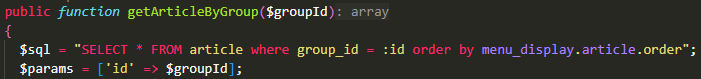 public function getArticleByGroup($groupId): array
{
$sql = "SELECT * FROM article where group_id = :id order by menu_display.article.order";
$params = ['id' => $groupId];